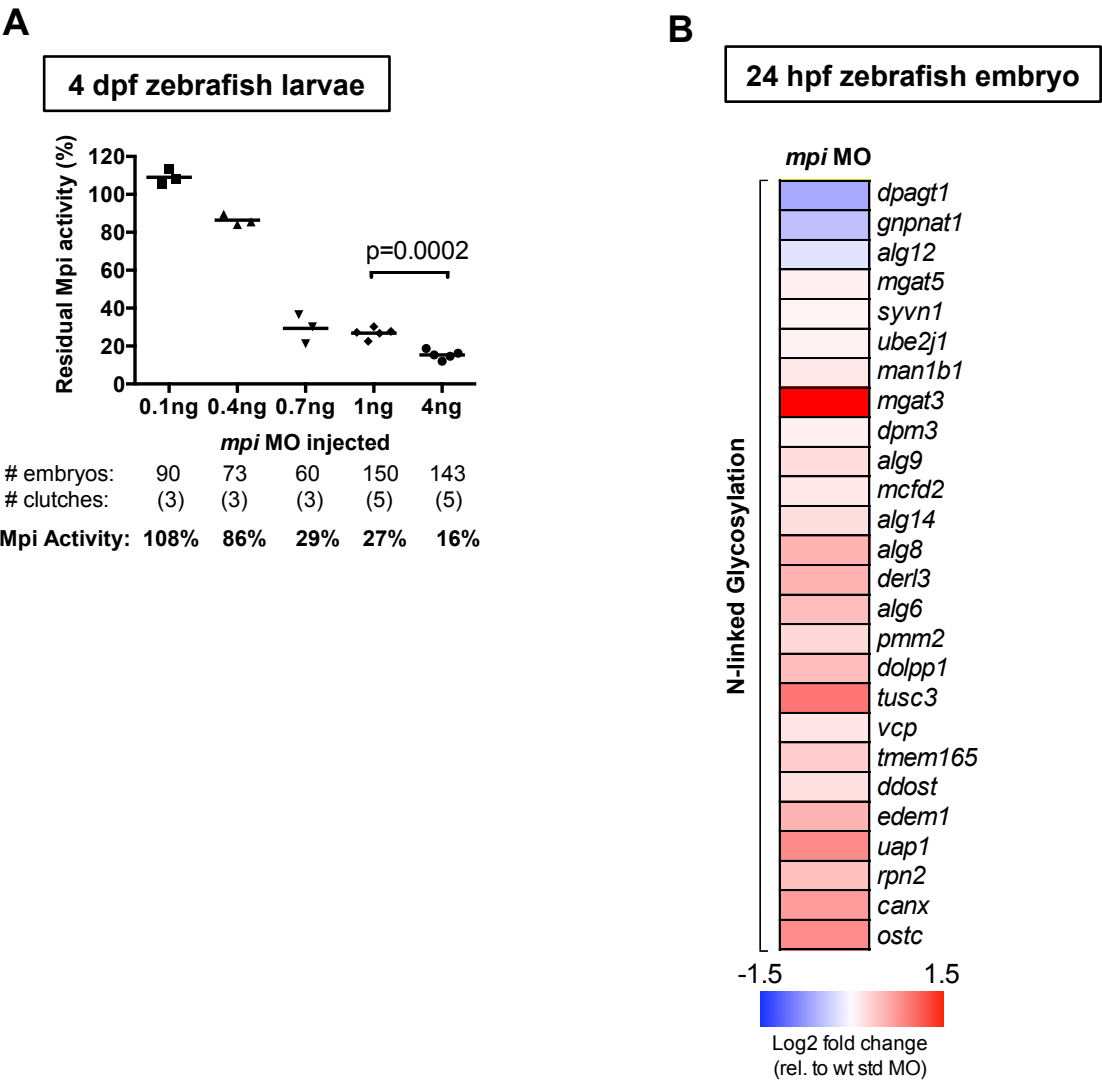 A
4 dpf zebrafish larvae
Residual Mpi activity (%)
120
100
80
60
40
20
0
p=0.0002
0.1ng 0.4ng 0.7ng 1ng 4ng
mpi MO injected
# embryos: 90 73 60 150 143
# clutches: (3) (3) (3) (5) (5)
Mpi Activity: 108% 86% 29% 27% 16%
B
24 hpf zebrafish embryo
mpi MO
N-linked Glycosylation
dpagt1
gnpnat1
alg12
mgat5
syvn1
ube2j1
man1b1
mgat3
dpm3
alg9
mcfd2
alg14
alg8
derl3
alg6
pmm2
dolpp1
tusc3
vcp
tmem165
ddost
edem1
uap1
rpn2
canx
ostc
-1.5 1.5
Log2 fold change
(rel. to wt std MO)